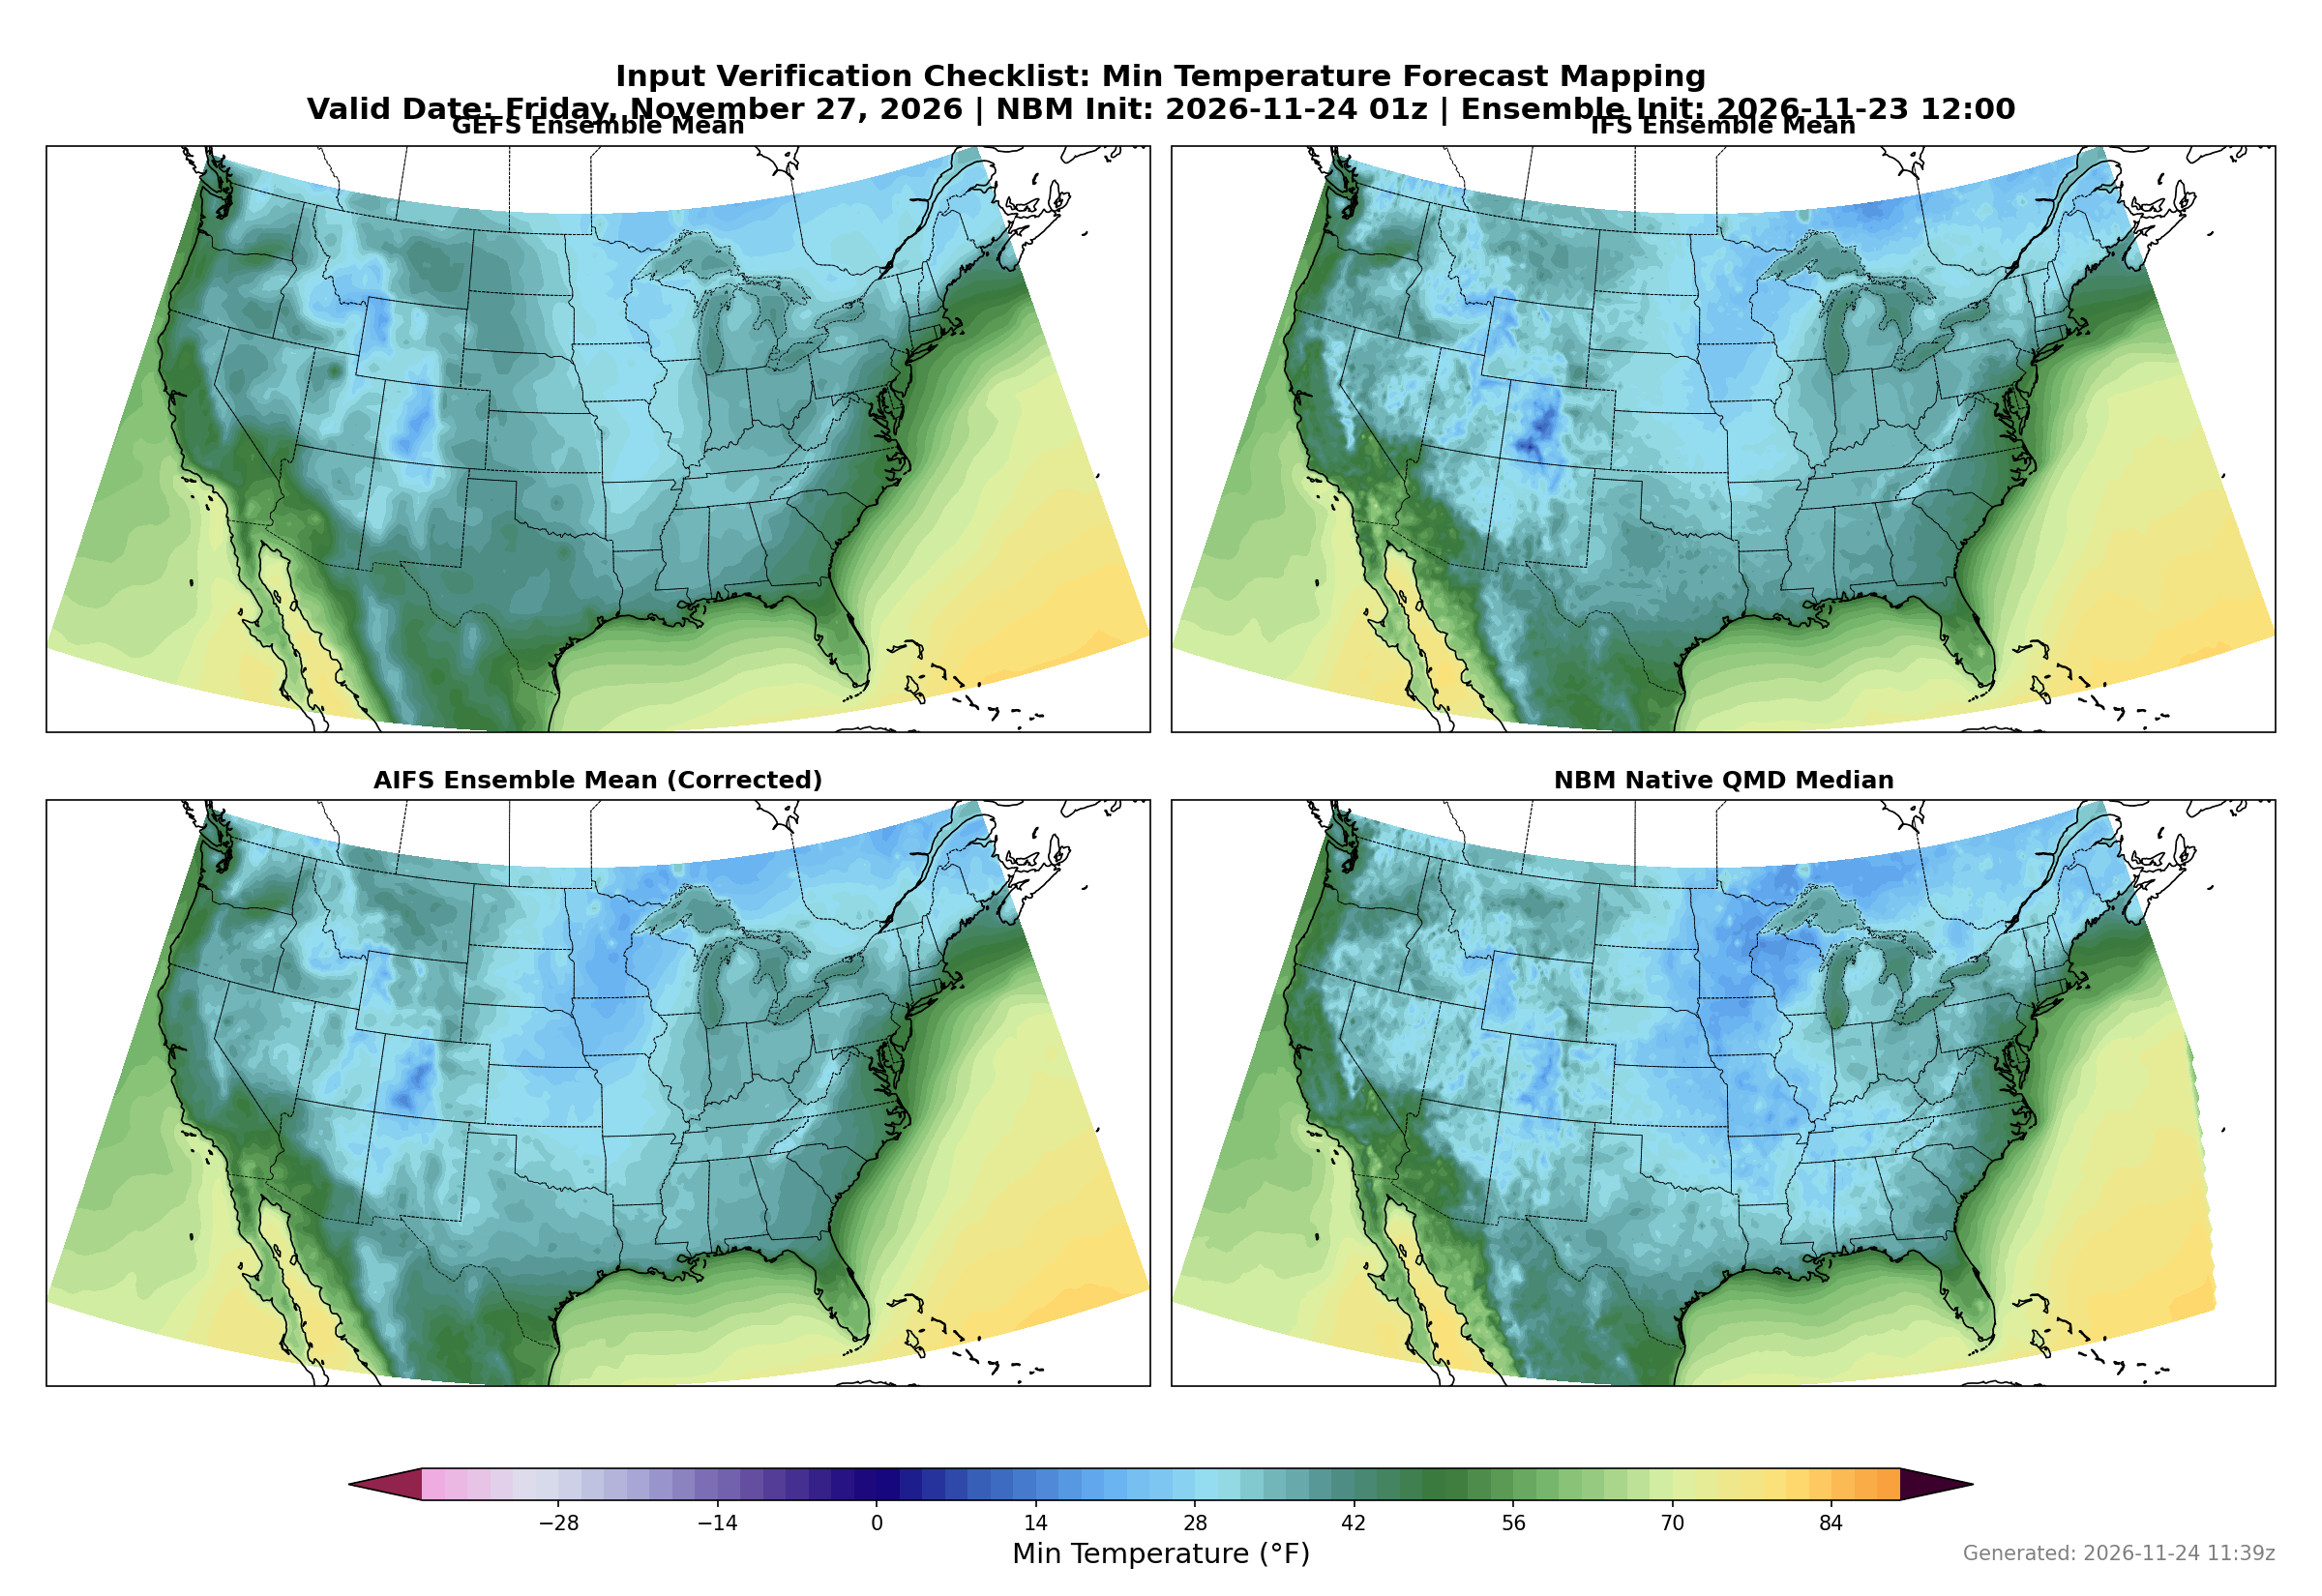 Input Verification Checklist: Min Temperature Forecast Mapping
Valid Date: Friday, November 27, 2026 | NBM Init: 2026-11-24 01z | Ensemble Init: 2026-11-23 12:00
GEFS Ensemble Mean
IFS Ensemble Mean
AIFS Ensemble Mean (Corrected)
NBM Native QMD Median
−28 −14 0 14 28 42 56 70 84
Min Temperature (°F)
Generated: 2026-11-24 11:39z